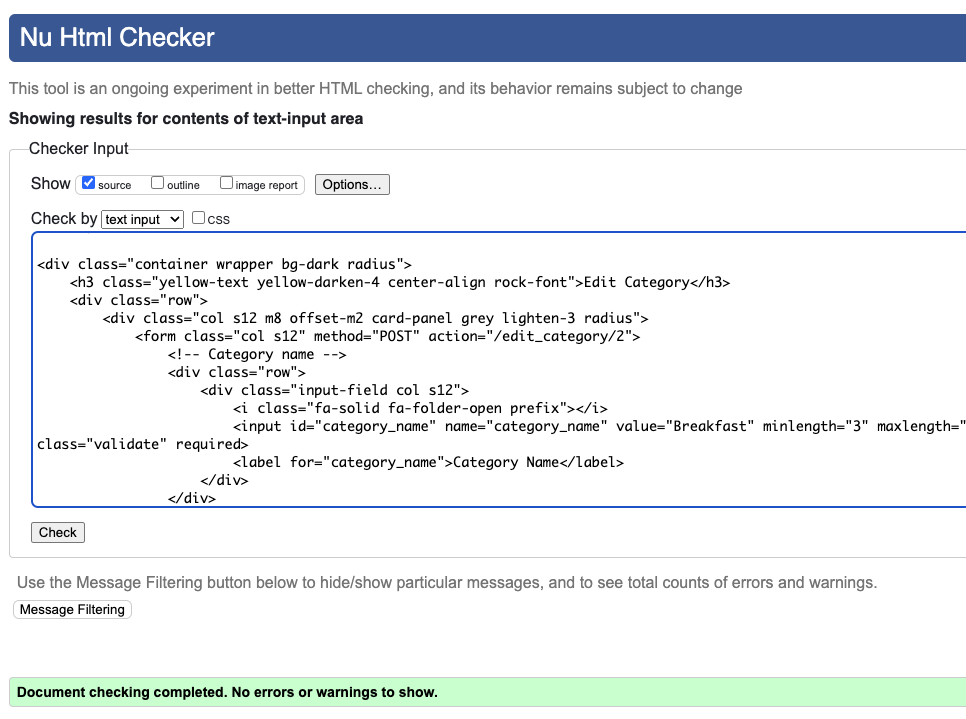 Nu Html Checker
This tool is an ongoing experiment in better HTML checking, and its behavior remains subject to change
Showing results for contents of text-input area
Checker Input
Show source outline image report Options...
Check by text input CSS
<div class="container wrapper bg-dark radius">
    <h3 class="yellow-text yellow-darken-4 center-align rock-font">Edit Category</h3>
    <div class="row">
        <div class="col s12 m8 offset-m2 card-panel grey lighten-3 radius">
            <form class="col s12" method="POST" action="/edit_category/2">
                <!-- Category name -->
                <div class="row">
                    <div class="input-field col s12">
                        <i class="fa-solid fa-folder-open prefix"></i>
                        <input id="category_name" name="category_name" value="Breakfast" minlength="3" maxlength="
class="validate" required>
                        <label for="category_name">Category Name</label>
                    </div>
                </div>
Check
Use the Message Filtering button below to hide/show particular messages, and to see total counts of errors and warnings.
Message Filtering
Document checking completed. No errors or warnings to show.